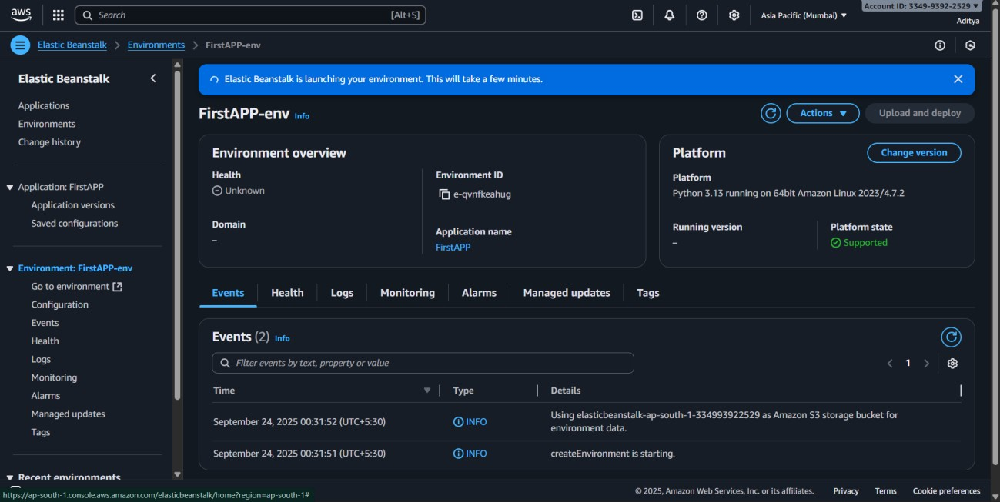 aws
Search [Alt+S]
Asia Pacific (Mumbai)
Account ID: 3349-9392-2529
Aditya
Elastic Beanstalk
Environments
FirstAPP-env
Elastic Beanstalk
Applications
Environments
Change history
Application: FirstAPP
Application versions
Saved configurations
Environment: FirstAPP-env
Go to environment
Configuration
Events
Health
Logs
Monitoring
Alarms
Managed updates
Tags
Recent environments
Elastic Beanstalk is launching your environment. This will take a few minutes.
FirstAPP-env Info
Actions
Upload and deploy
Environment overview
Health
Unknown
Domain
–
Environment ID
e-qvnfkeahug
Application name
FirstAPP
Platform
Change version
Platform
Python 3.13 running on 64bit Amazon Linux 2023/4.7.2
Running version
–
Platform state
Supported
Events Health Logs Monitoring Alarms Managed updates Tags
Events (2) Info
Filter events by text, property or value
1
Time Type Details
September 24, 2025 00:31:52 (UTC+5:30) INFO Using elasticbeanstalk-ap-south-1-334993922529 as Amazon S3 storage bucket for
environment data.
September 24, 2025 00:31:51 (UTC+5:30) INFO createEnvironment is starting.
https://ap-south-1.console.aws.amazon.com/elasticbeanstalk/home?region=ap-south-1#
© 2025, Amazon Web Services, Inc. or its affiliates. Privacy Terms Cookie preferences